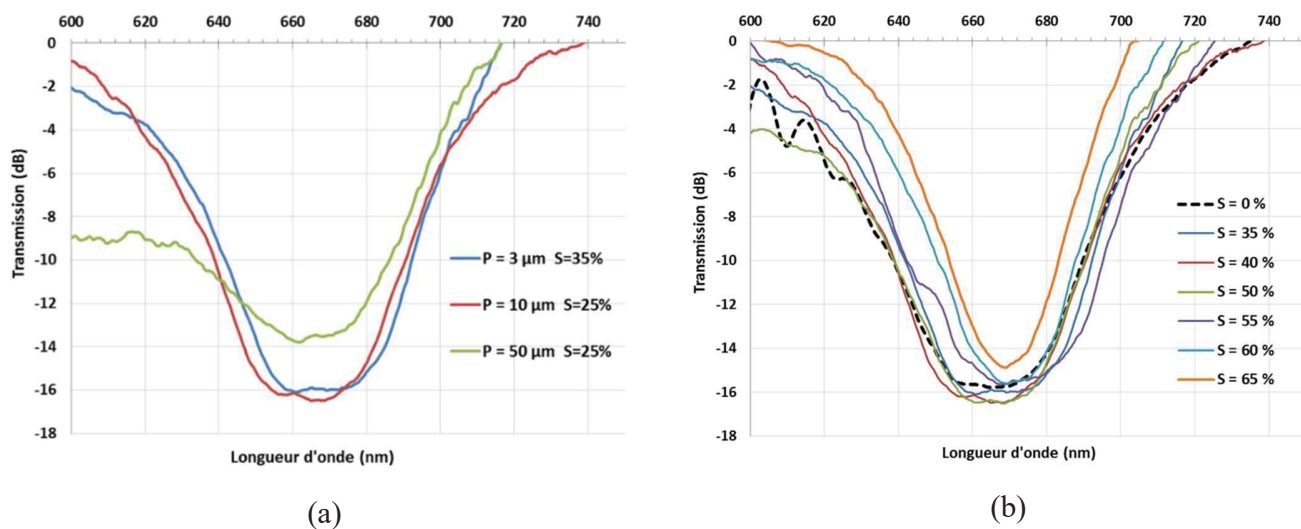 600 620 640 660 680 700 720 740
0
-2
-4
-6
-8
-10
-12
-14
-16
-18
Transmission (dB)
Longueur d'onde (nm)
P = 3 µm S=35%
P = 10 µm S=25%
P = 50 µm S=25%
(a)
600 620 640 660 680 700 720 740
0
-2
-4
-6
-8
-10
-12
-14
-16
-18
Transmission (dB)
Longueur d'onde (nm)
S = 0 %
S = 35 %
S = 40 %
S = 50 %
S = 55 %
S = 60 %
S = 65 %
(b)